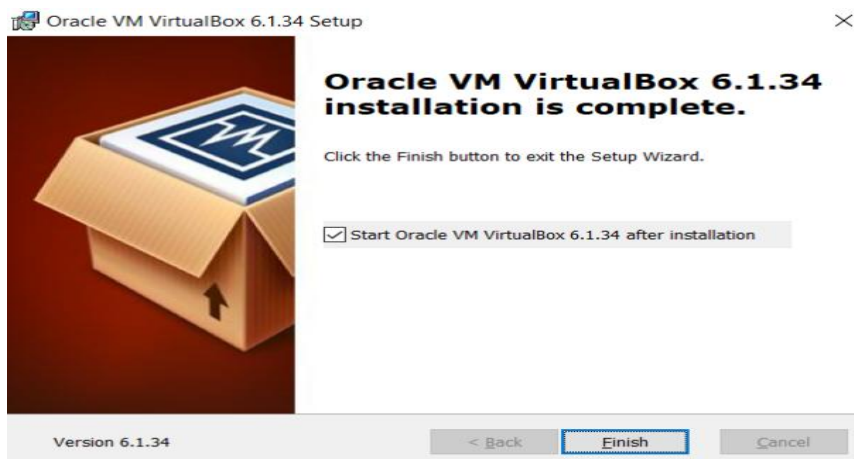 Oracle VM VirtualBox 6.1.34 Setup
Oracle VM VirtualBox 6.1.34
installation is complete.
Click the Finish button to exit the Setup Wizard.
Start Oracle VM VirtualBox 6.1.34 after installation
Version 6.1.34
< Back
Finish
Cancel